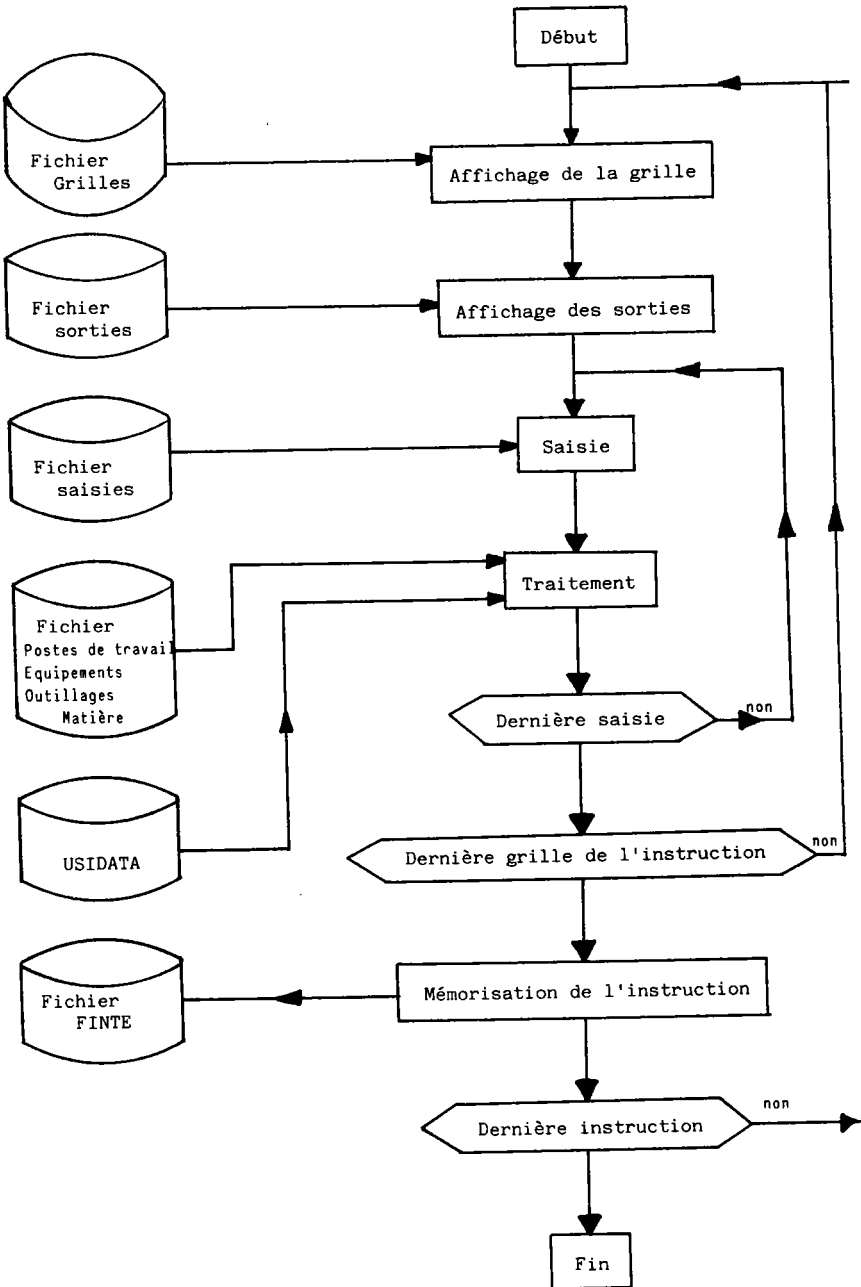 Début
Fichier
Grilles
Affichage de la grille
Fichier
sorties
Affichage des sorties
Fichier
saisies
Saisie
Traitement
Fichier
Postes de travail
Equipements
Outillages
Matière
Dernière saisie
non
USIDATA
Dernière grille de l'instruction
non
Fichier
FINTE
Mémorisation de l'instruction
Dernière instruction
non
Fin